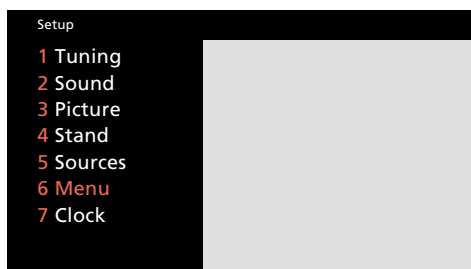 Setup
1 Tuning
2 Sound
3 Picture
4 Stand
5 Sources
6 Menu
7 Clock